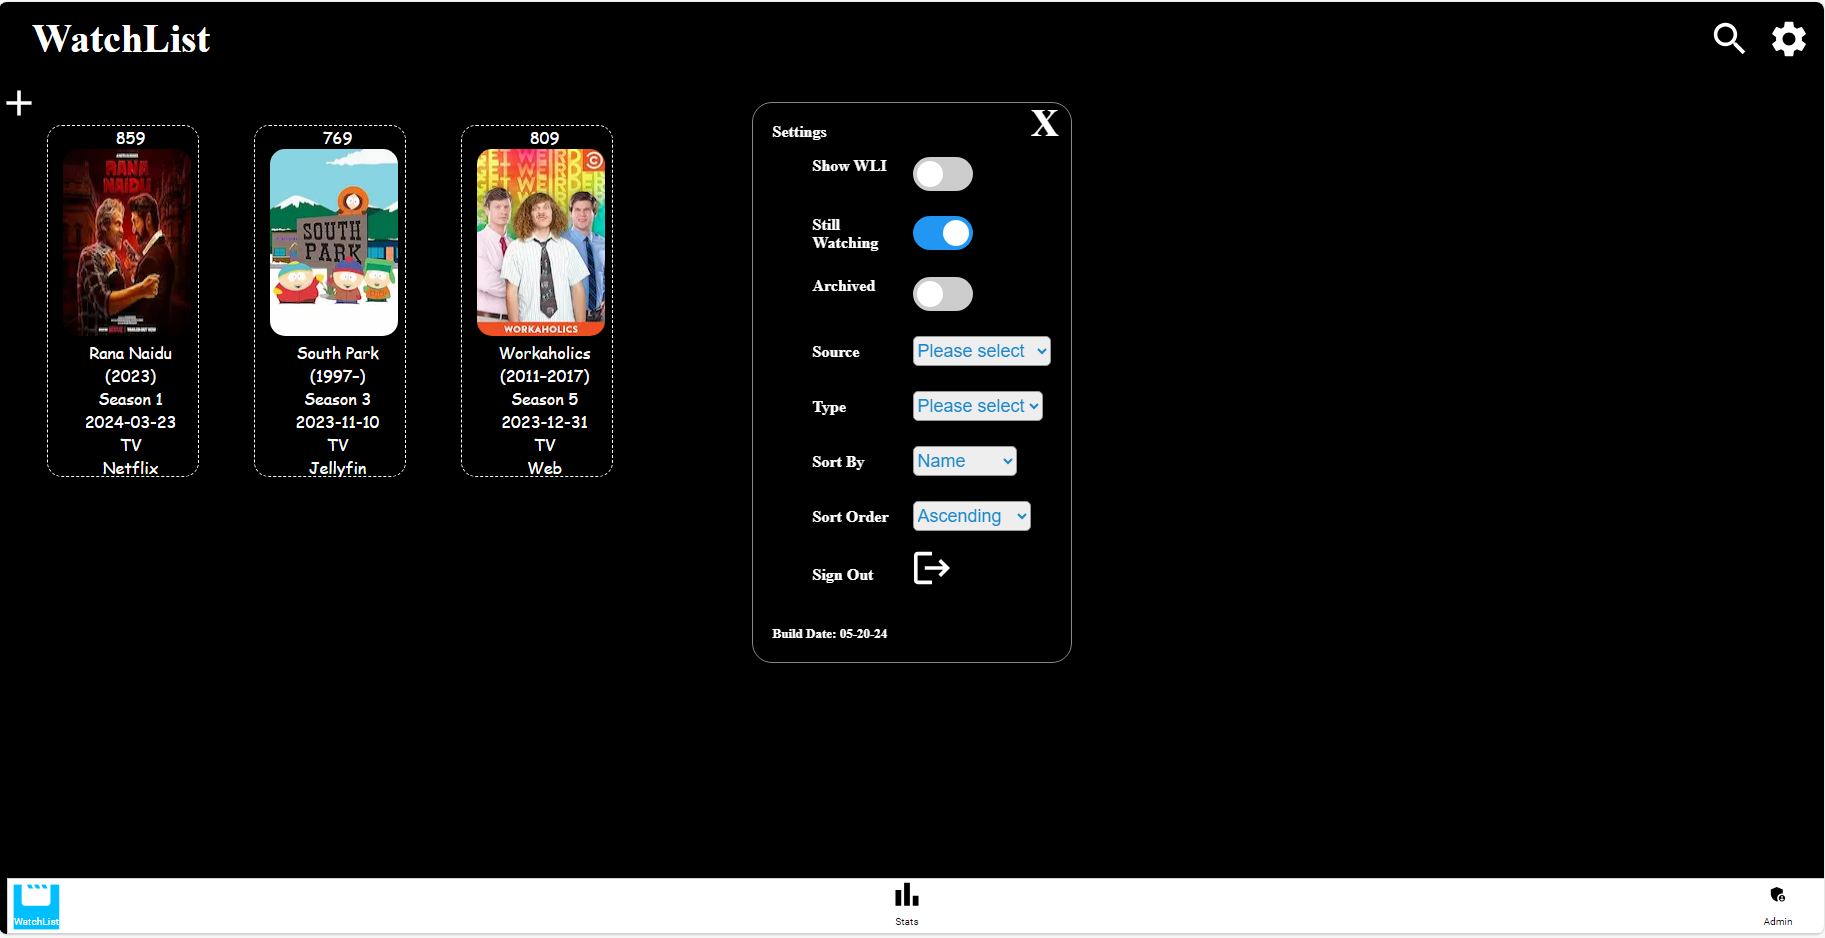 WatchList
859
RANA
NAIDU
Rana Naidu
(2023)
Season 1
2024-03-23
TV
Netflix
769
SOUTH
PARK
South Park
(1997–)
Season 3
2023-11-10
TV
Jellyfin
809
GET WEIRD
WORKAHOLICS
Workaholics
(2011–2017)
Season 5
2023-12-31
TV
Web
Settings
X
Show WLI
Still
Watching
Archived
Source Please select
Type Please select
Sort By Name
Sort Order Ascending
Sign Out
Build Date: 05-20-24
WatchList
Stats
Admin